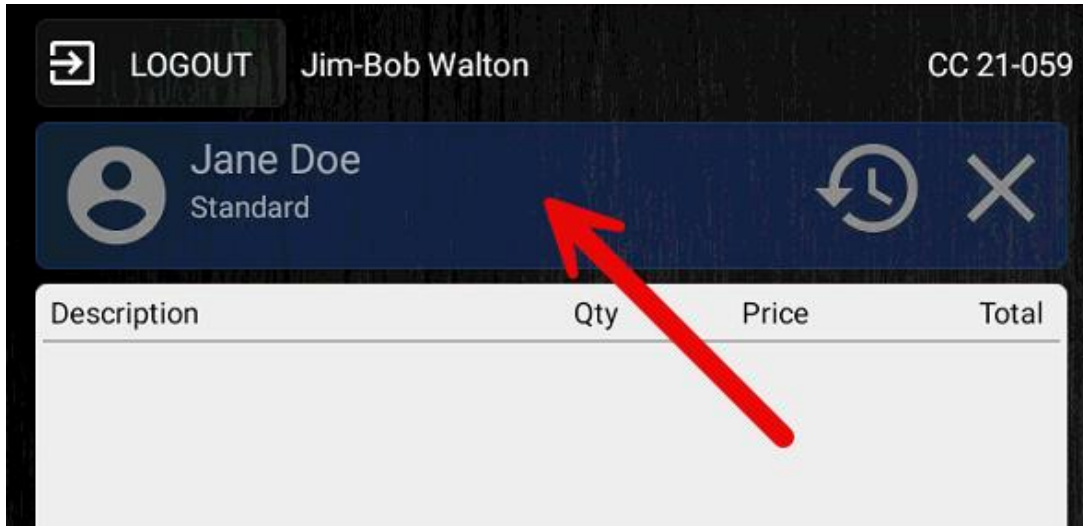 LOGOUT Jim-Bob Walton CC 21-059
Jane Doe
Standard
Description Qty Price Total